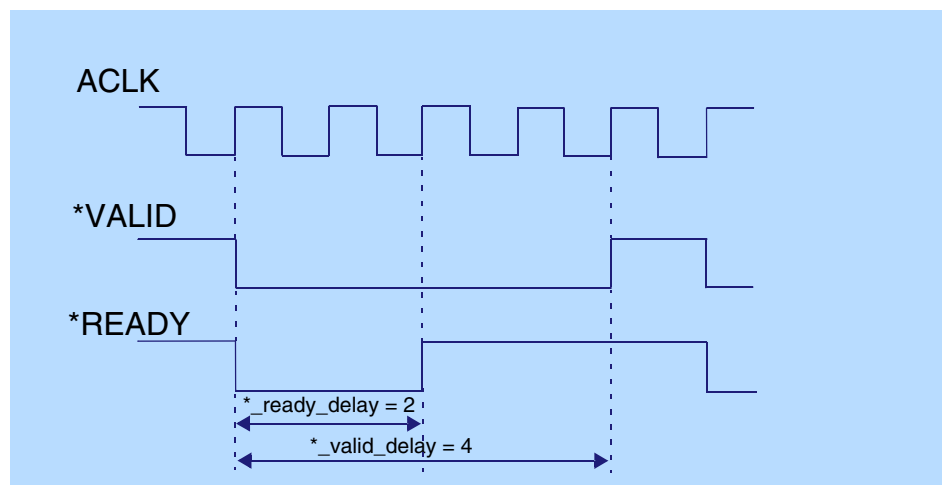 ACLK
*VALID
*READY
*_ready_delay = 2
*_valid_delay = 4